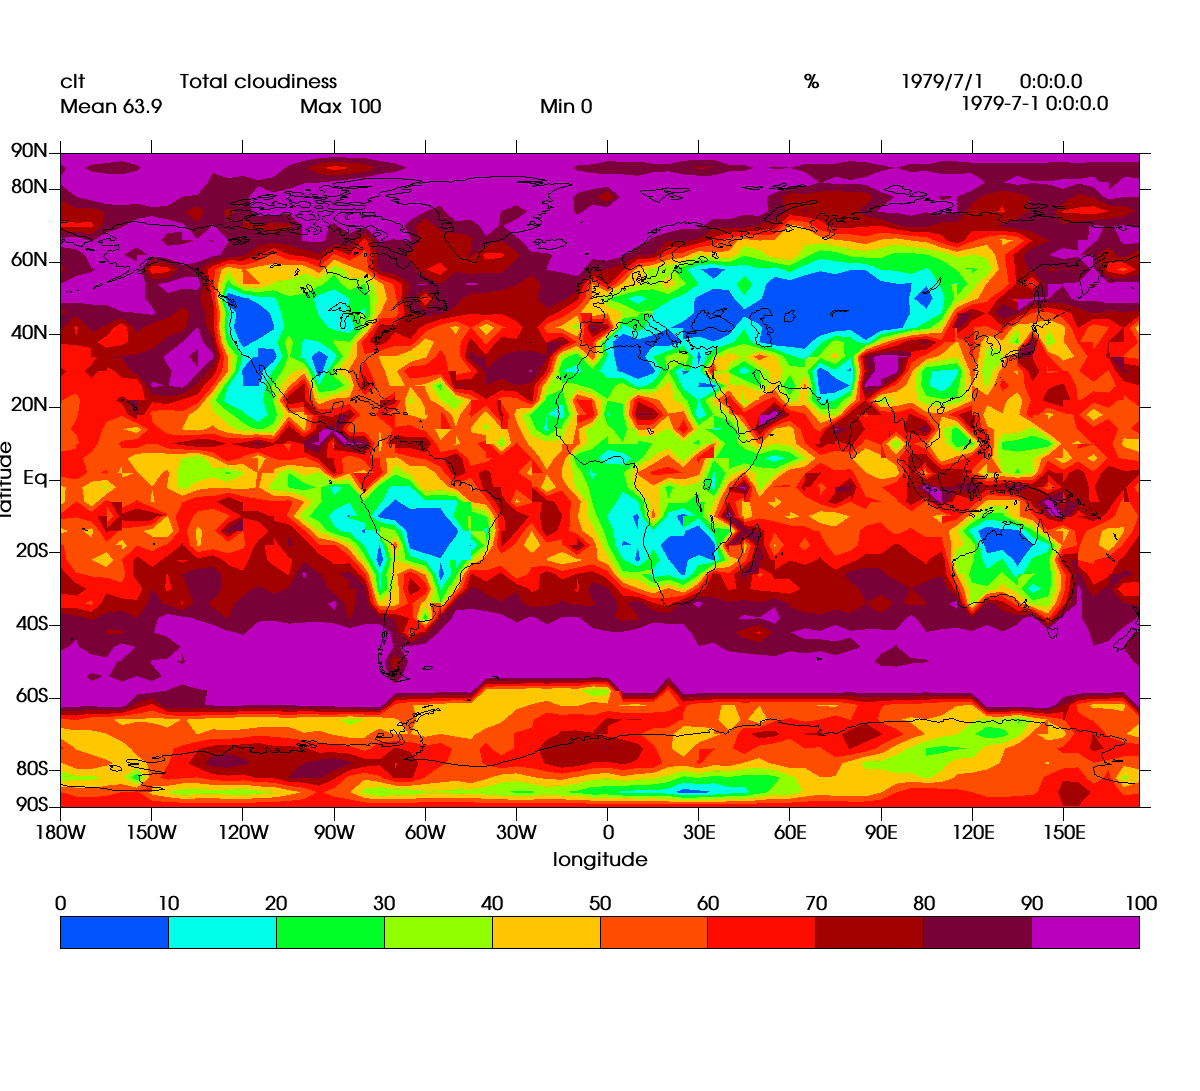 clt Total cloudiness % 1979/7/1 0:0:0.0
Mean 63.9 Max 100 Min 0 1979-7-1 0:0:0.0
90N
80N
60N
40N
20N
Eq
20S
40S
60S
80S
90S
latitude
180W 150W 120W 90W 60W 30W 0 30E 60E 90E 120E 150E
longitude
0 10 20 30 40 50 60 70 80 90 100